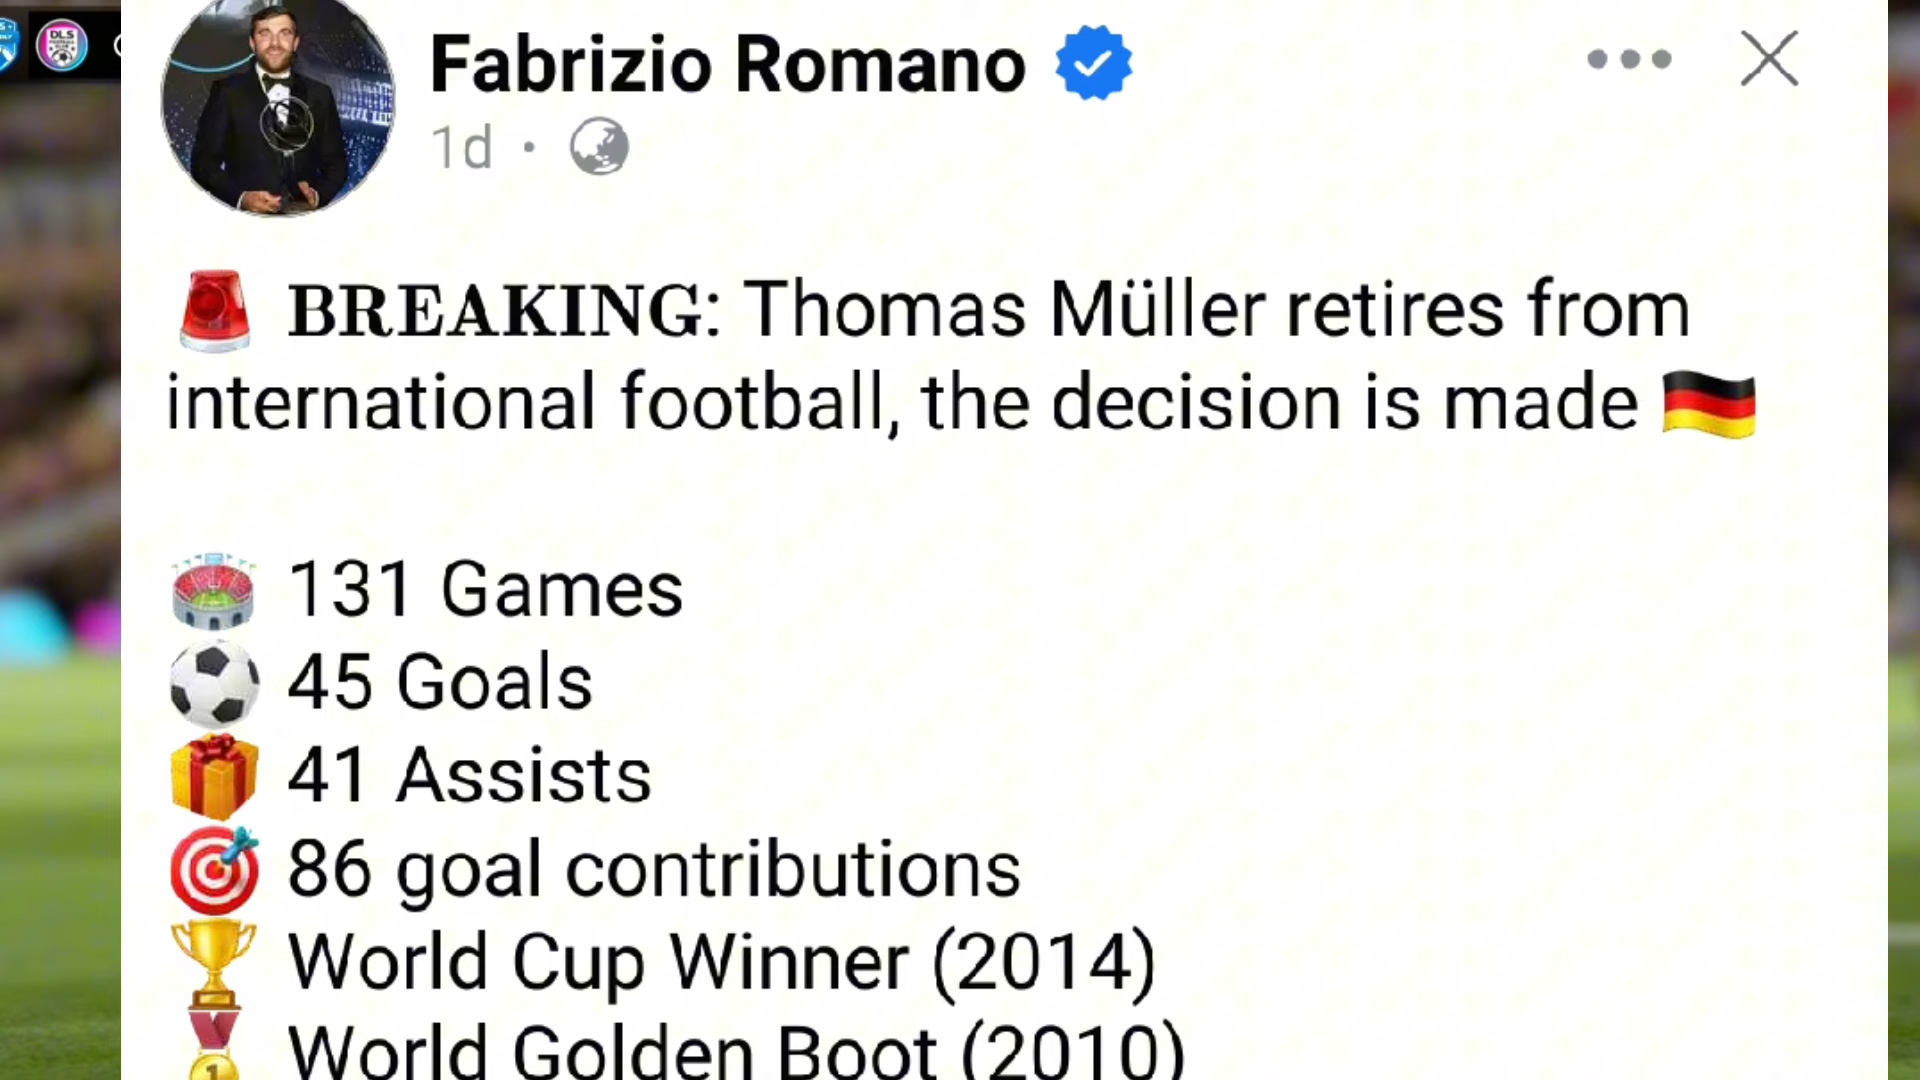 DLS
Fabrizio Romano
1d •
BREAKING: Thomas Müller retires from
international football, the decision is made
131 Games
45 Goals
41 Assists
86 goal contributions
World Cup Winner (2014)
World Golden Boot (2010)